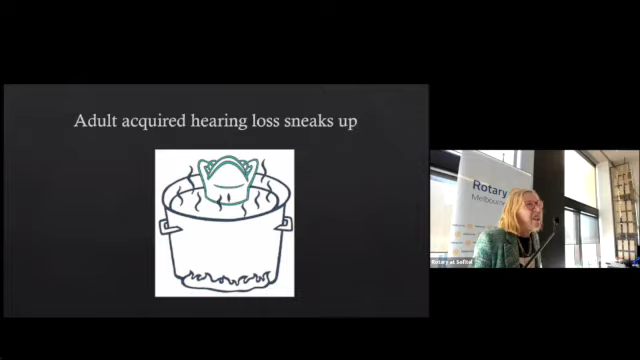 Adult acquired hearing loss sneaks up
Rotary
Melbourne
Rotary at Sofitel